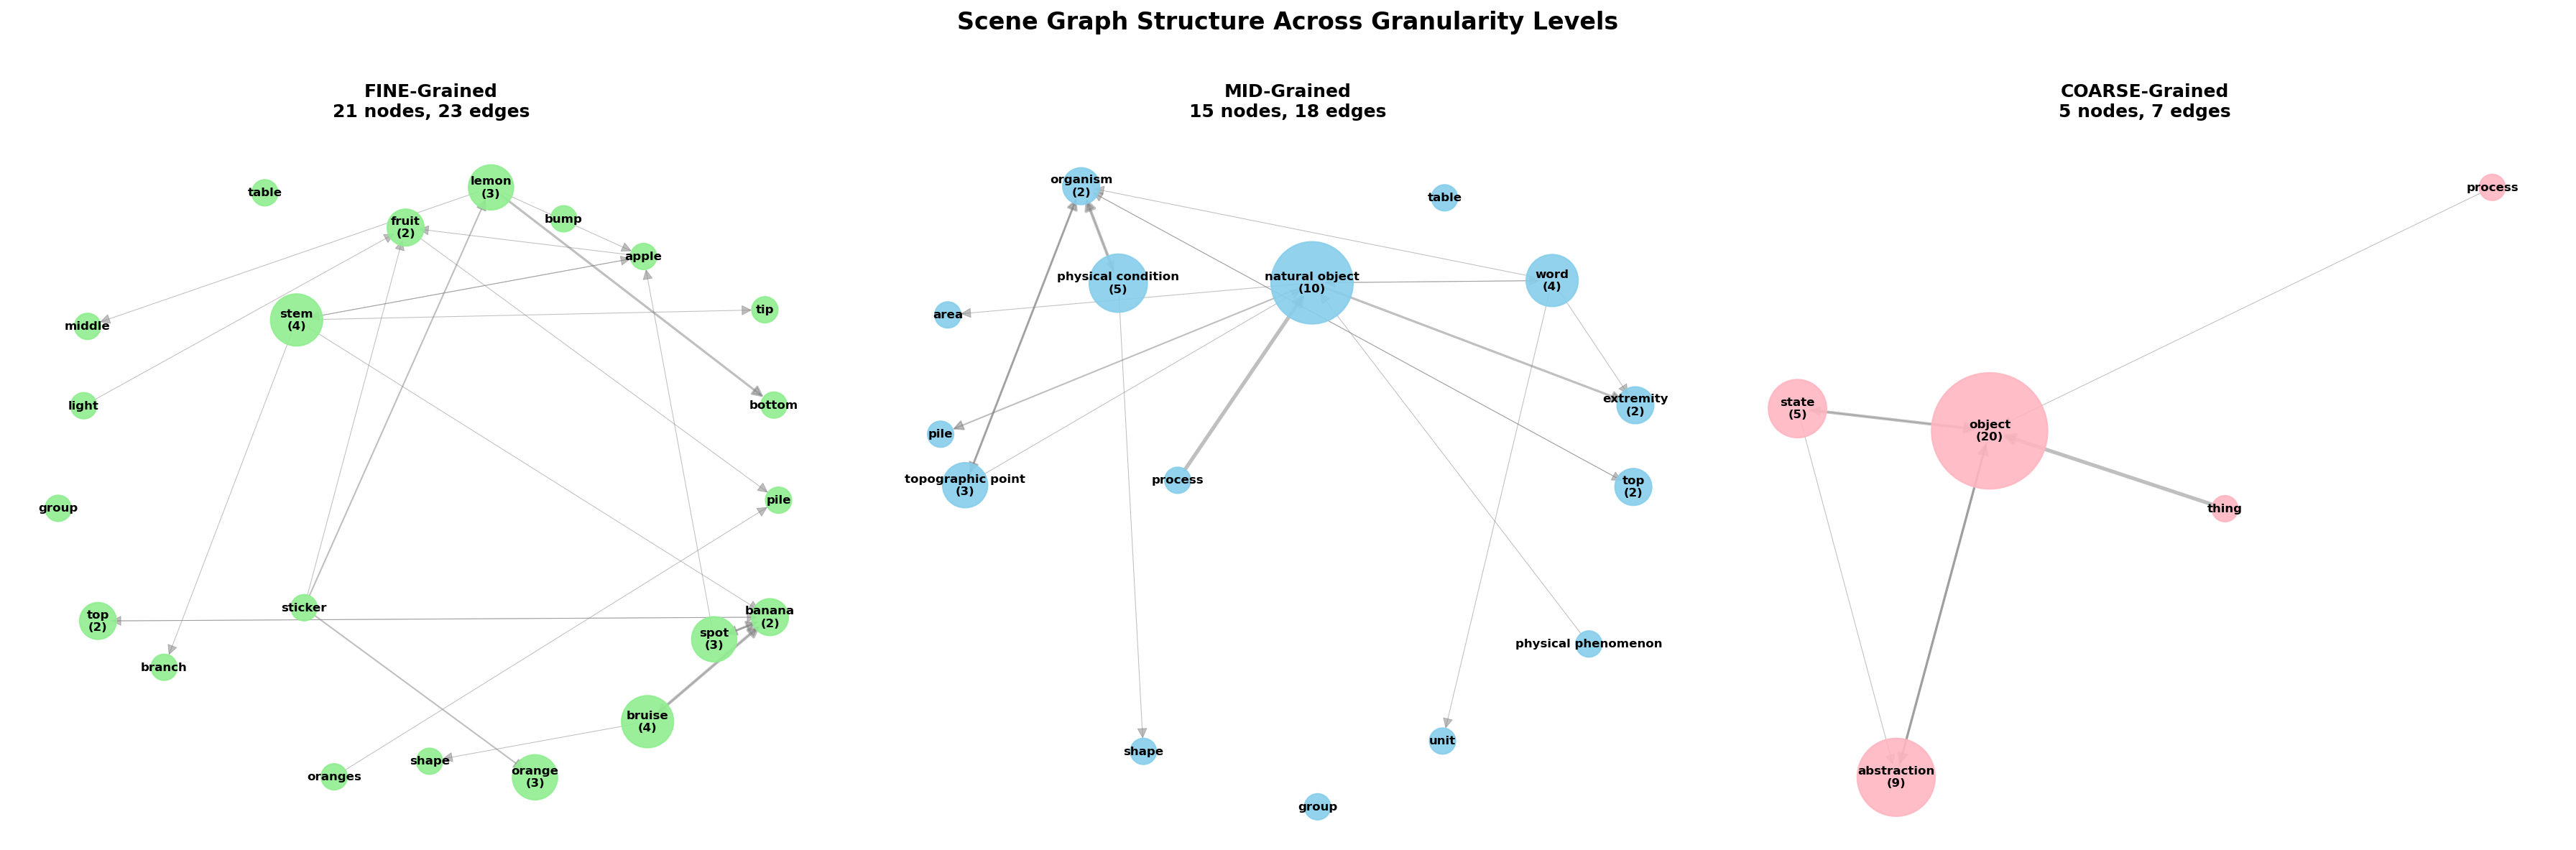 Scene Graph Structure Across Granularity Levels
FINE-Grained
21 nodes, 23 edges
lemon
(3)
table
bump
fruit
(2)
apple
tip
stem
(4)
middle
light
bottom
pile
group
sticker
banana
(2)
top
(2)
spot
(3)
branch
bruise
(4)
shape
orange
(3)
oranges
MID-Grained
15 nodes, 18 edges
organism
(2)
table
physical condition
(5)
natural object
(10)
word
(4)
area
extremity
(2)
pile
topographic point
(3)
process
top
(2)
physical phenomenon
shape
unit
group
COARSE-Grained
5 nodes, 7 edges
process
state
(5)
object
(20)
thing
abstraction
(9)